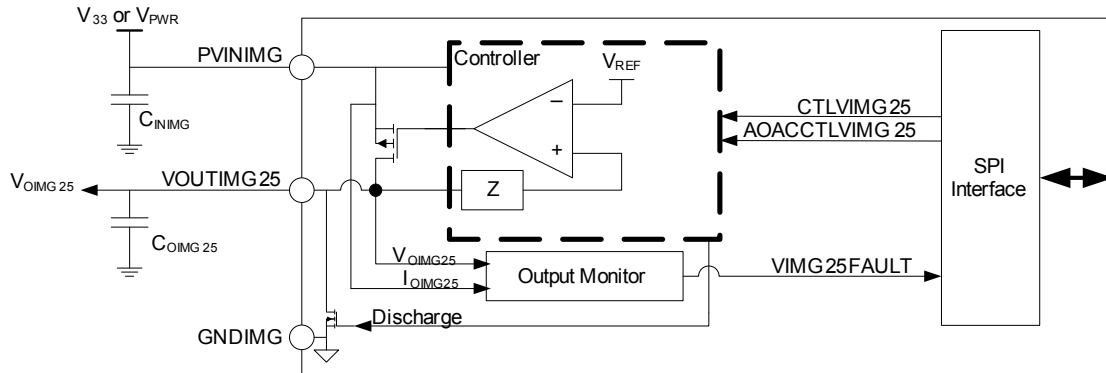 V33 or VPWR
PVINIMG
CINIMG
Controller
VREF
−
+
Z
CTLVIMG25
AOACCTLVIMG25
SPI
Interface
VOIMG25
VOUTIMG25
COIMG25
VOIMG25
IOIMG25
Output Monitor
VIMG25FAULT
Discharge
GNDIMG